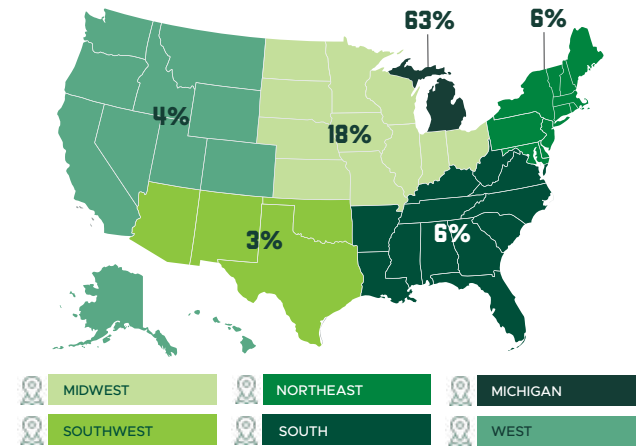 63%
6%
4%
18%
3%
6%
MIDWEST
NORTHEAST
MICHIGAN
SOUTHWEST
SOUTH
WEST